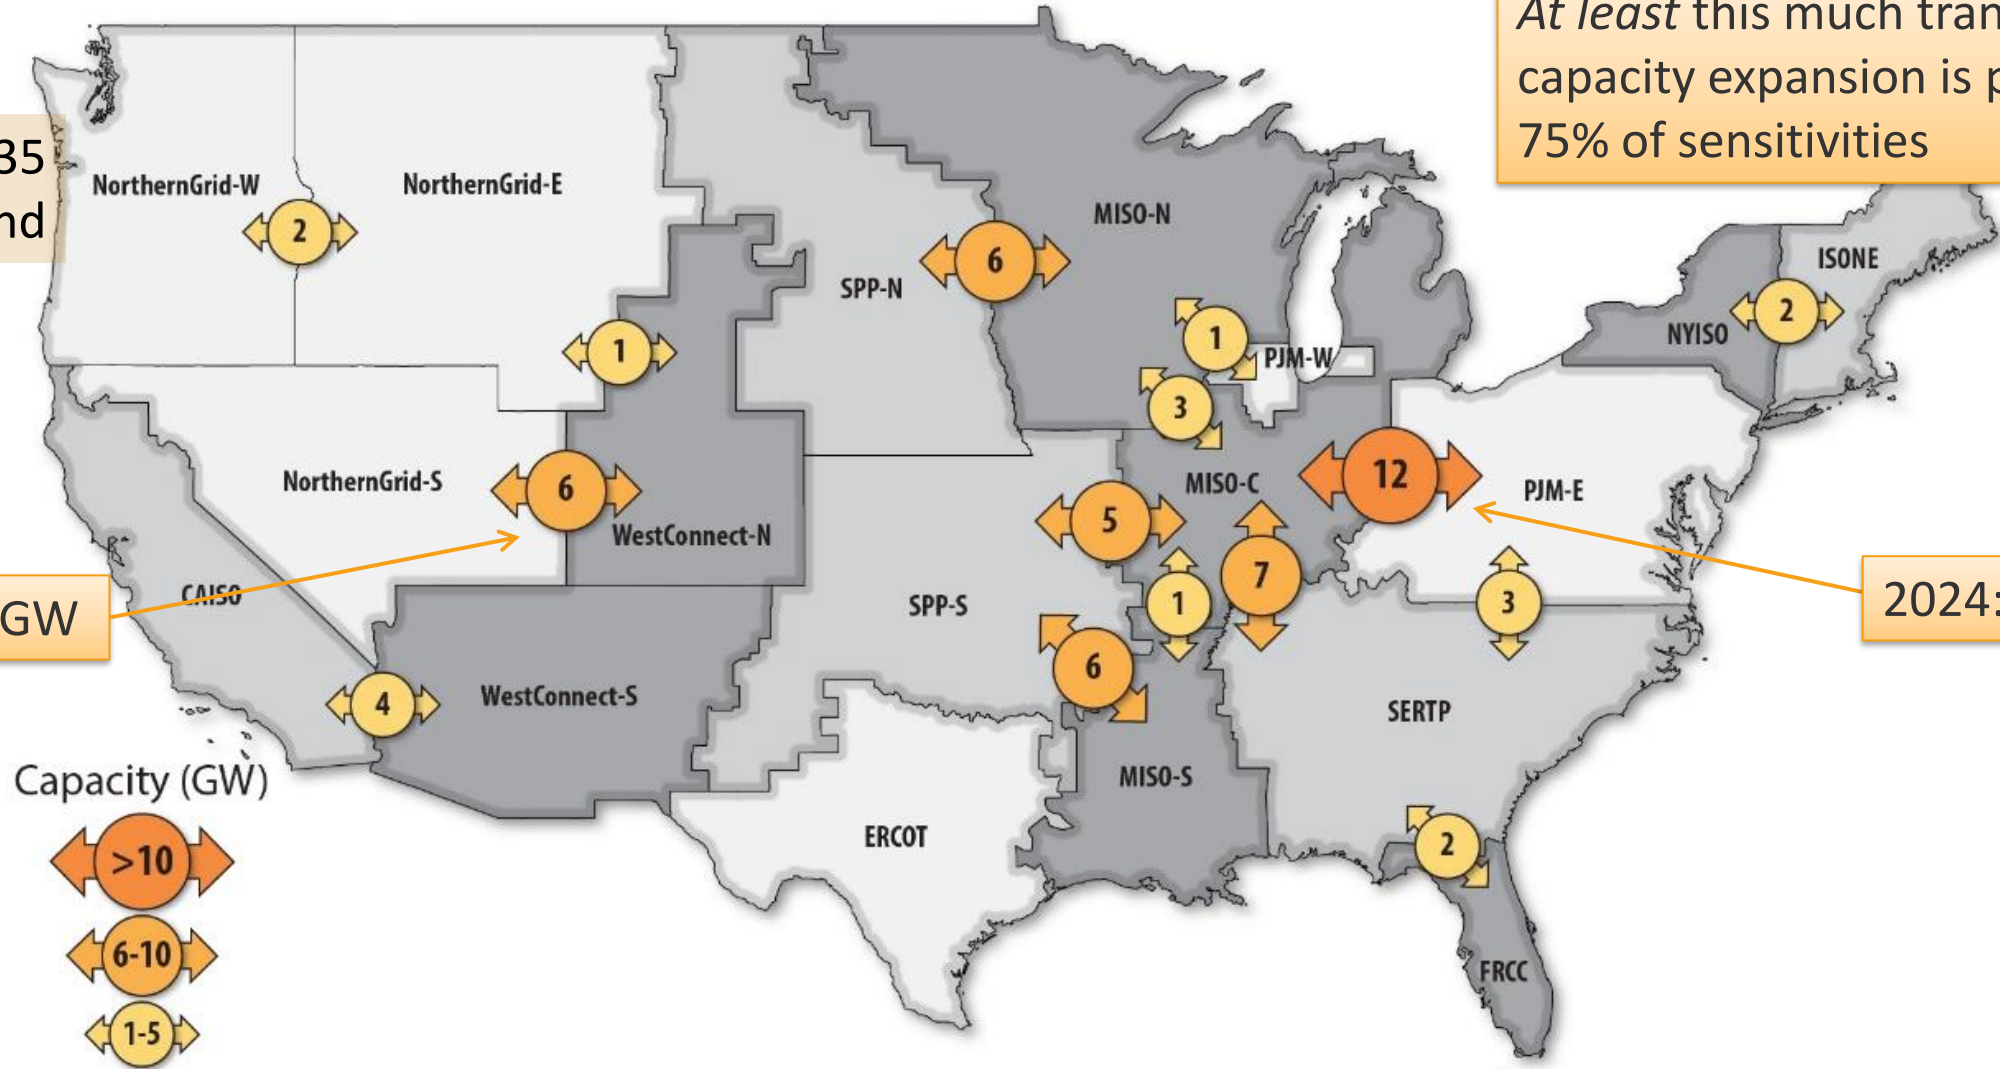 At least this much tran
capacity expansion is p
75% of sensitivities
35
nd
NorthernGrid-W
NorthernGrid-E
2
MISO-N
6
SPP-N
ISONE
2
NYISO
1
1
PJM-W
3
NorthernGrid-S
6
WestConnect-N
MISO-C
12
PJM-E
5
7
1
3
CAISO
GW
SPP-S
2024:
6
4
WestConnect-S
SERTP
MISO-S
ERCOT
2
FRCC
Capacity (GW)
>10
6-10
1-5